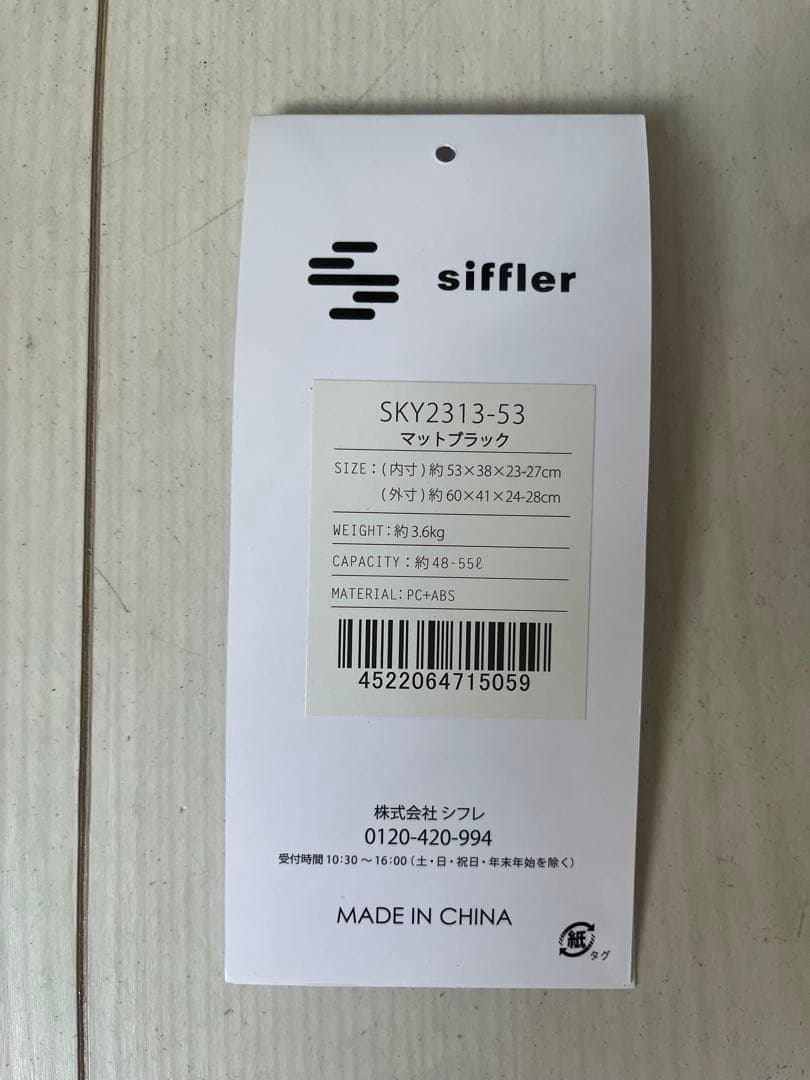 siffler
SKY2313-53
マットブラック
SIZE：(内寸) 約 53×38×23-27cm
(外寸) 約 60×41×24-28cm
WEIGHT：約 3.6kg
CAPACITY：約 48-55ℓ
MATERIAL：PC+ABS
4522064715059
株式会社 シフレ
0120-420-994
受付時間 10:30 〜 16:00（土・日・祝日・年末年始を除く）
MADE IN CHINA
紙
タグ